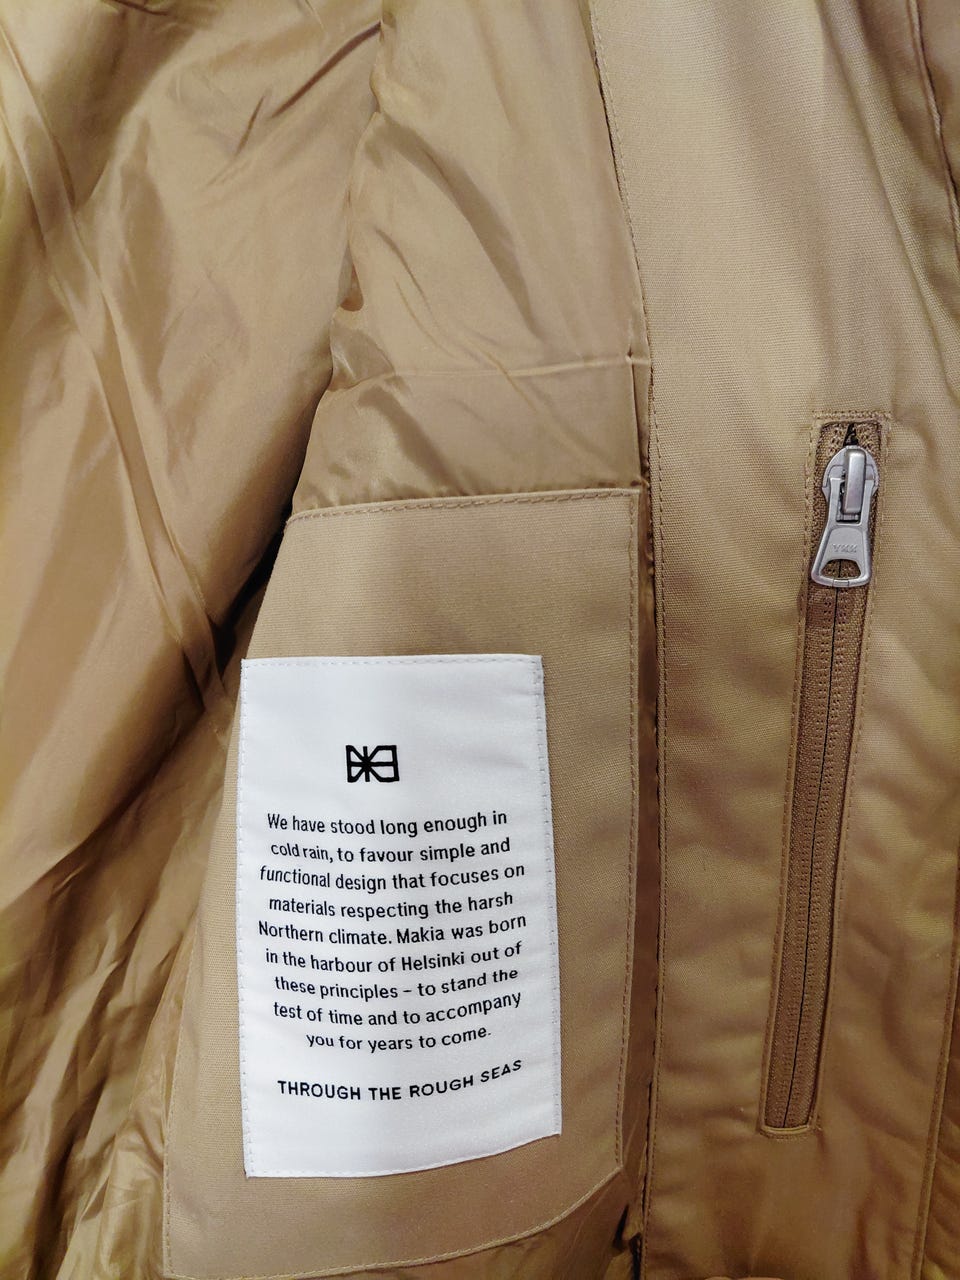 YKK
We have stood long enough in
cold rain, to favour simple and
functional design that focuses on
materials respecting the harsh
Northern climate. Makia was born
in the harbour of Helsinki out of
these principles – to stand the
test of time and to accompany
you for years to come.
THROUGH THE ROUGH SEAS